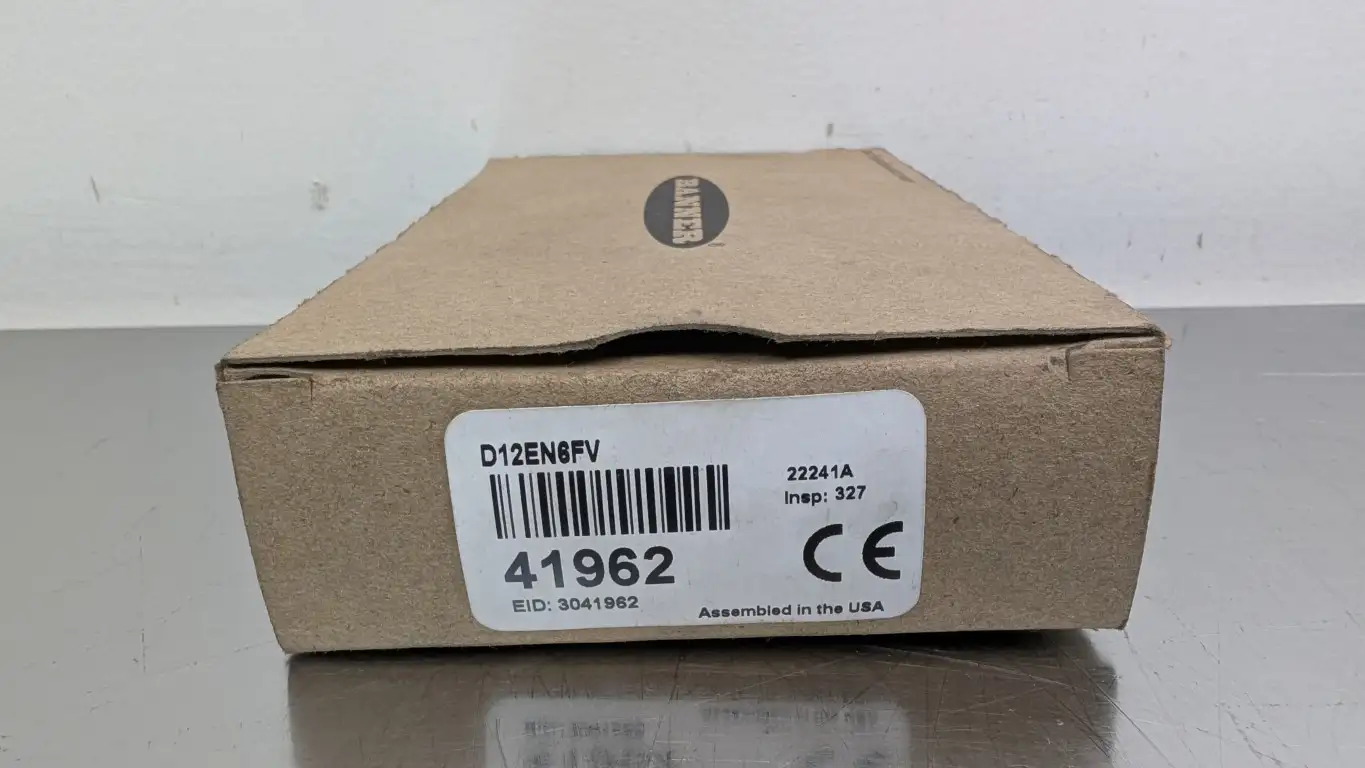 BANNER
D12EN6FV
22241A
Insp: 327
41962
CE
EID: 3041962
Assembled in the USA